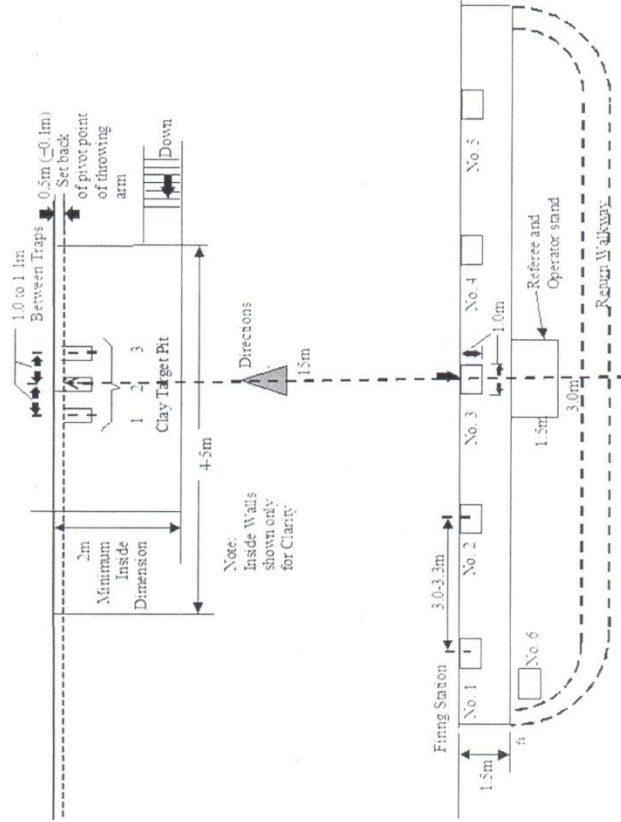 1.0 to 1.1m
Between Traps
0.5m (±0.1m)
Set back
of pivot point
of throwing
arm
Down
1 2 3
Clay Target Pit
2m
Minimum
Inside
Dimension
4-5m
Directions
15m
Note:
Inside Walls
shown only
for Clarity
Firing Station
3.0-3.3m
1.0m
No. 1
No. 2
No. 3
No. 4
No. 5
No. 6
1.5m
1.5m
3.0m
Referee and
Operator stand
Return Walkway